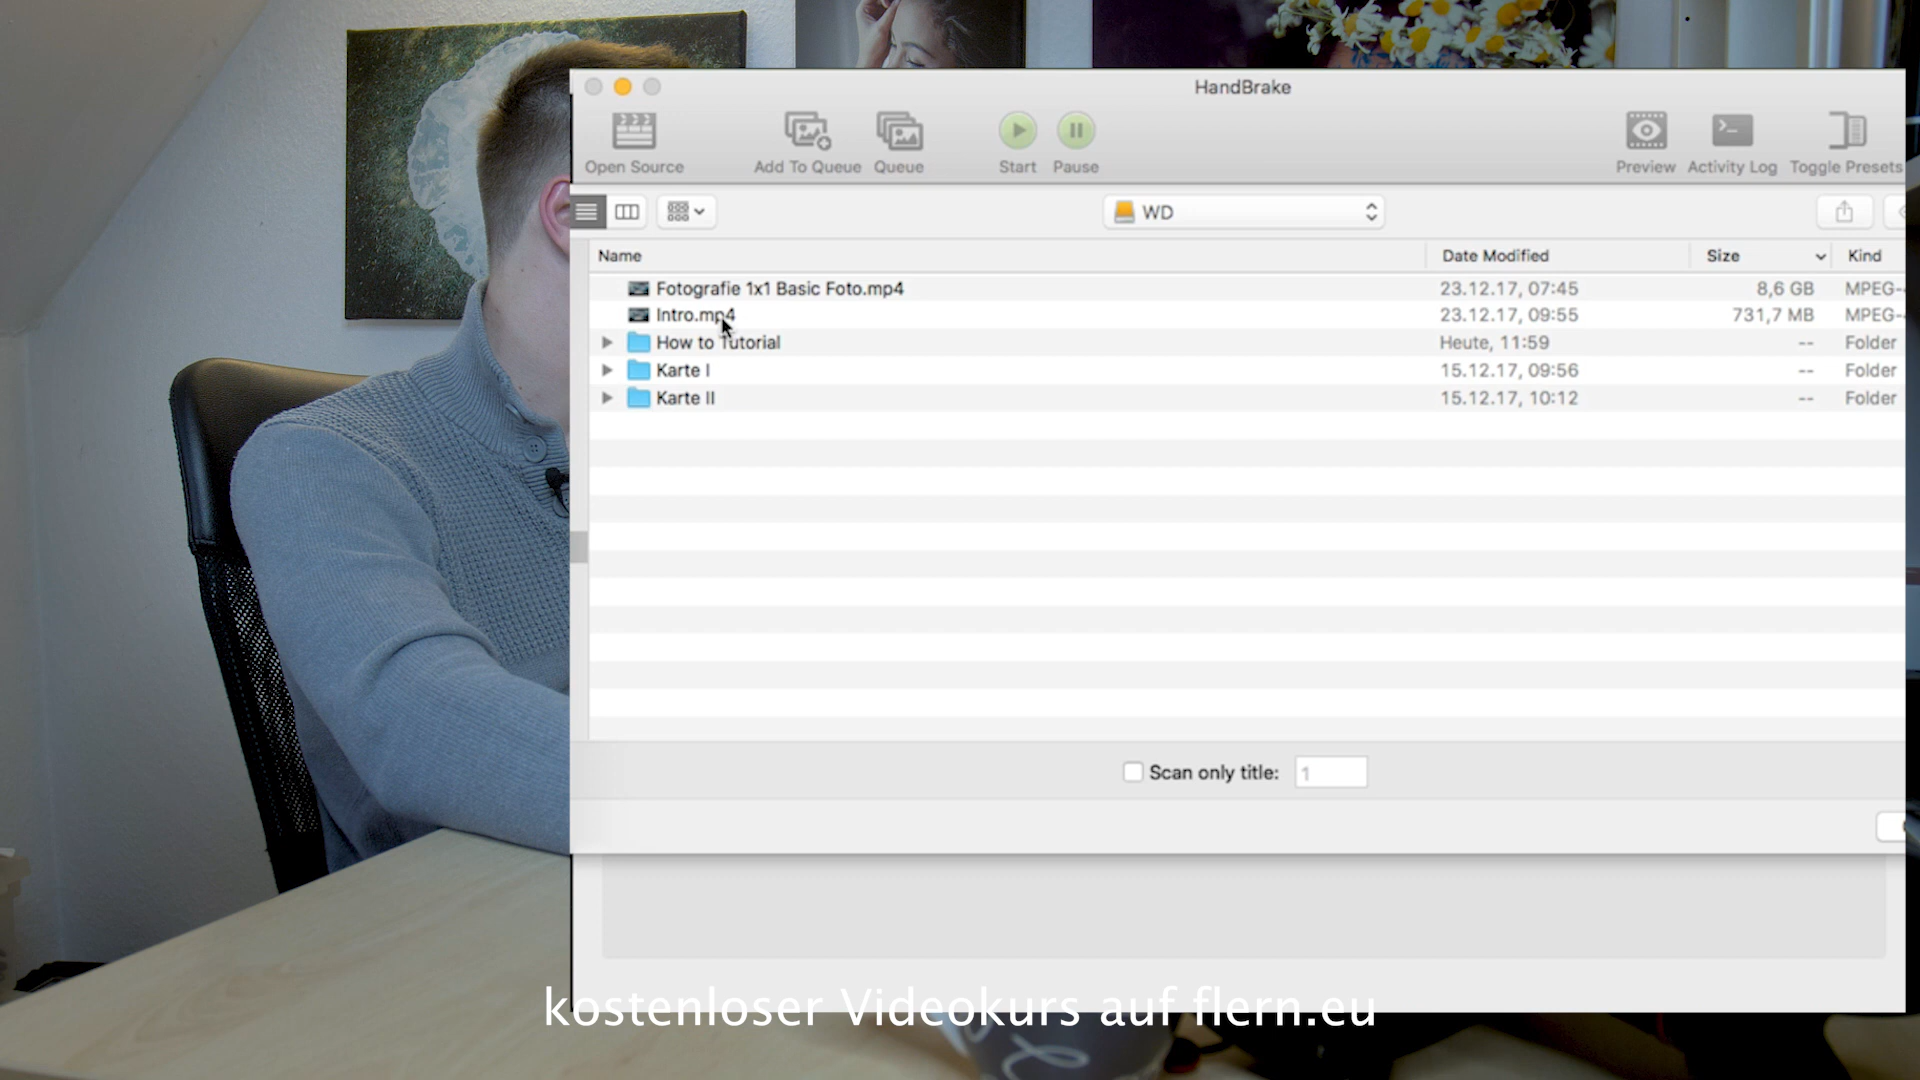 HandBrake
Open Source
Add To Queue
Queue
Start
Pause
Preview
Activity Log
Toggle Presets
WD
Name
Date Modified
Size
Kind
Fotografie 1x1 Basic Foto.mp4
23.12.17, 07:45
8,6 GB
MPEG-
Intro.mp4
23.12.17, 09:55
731,7 MB
MPEG-
How to Tutorial
Heute, 11:59
--
Folder
Karte I
15.12.17, 09:56
--
Folder
Karte II
15.12.17, 10:12
--
Folder
Scan only title:
1
kostenloser Videokurs auf flern.eu